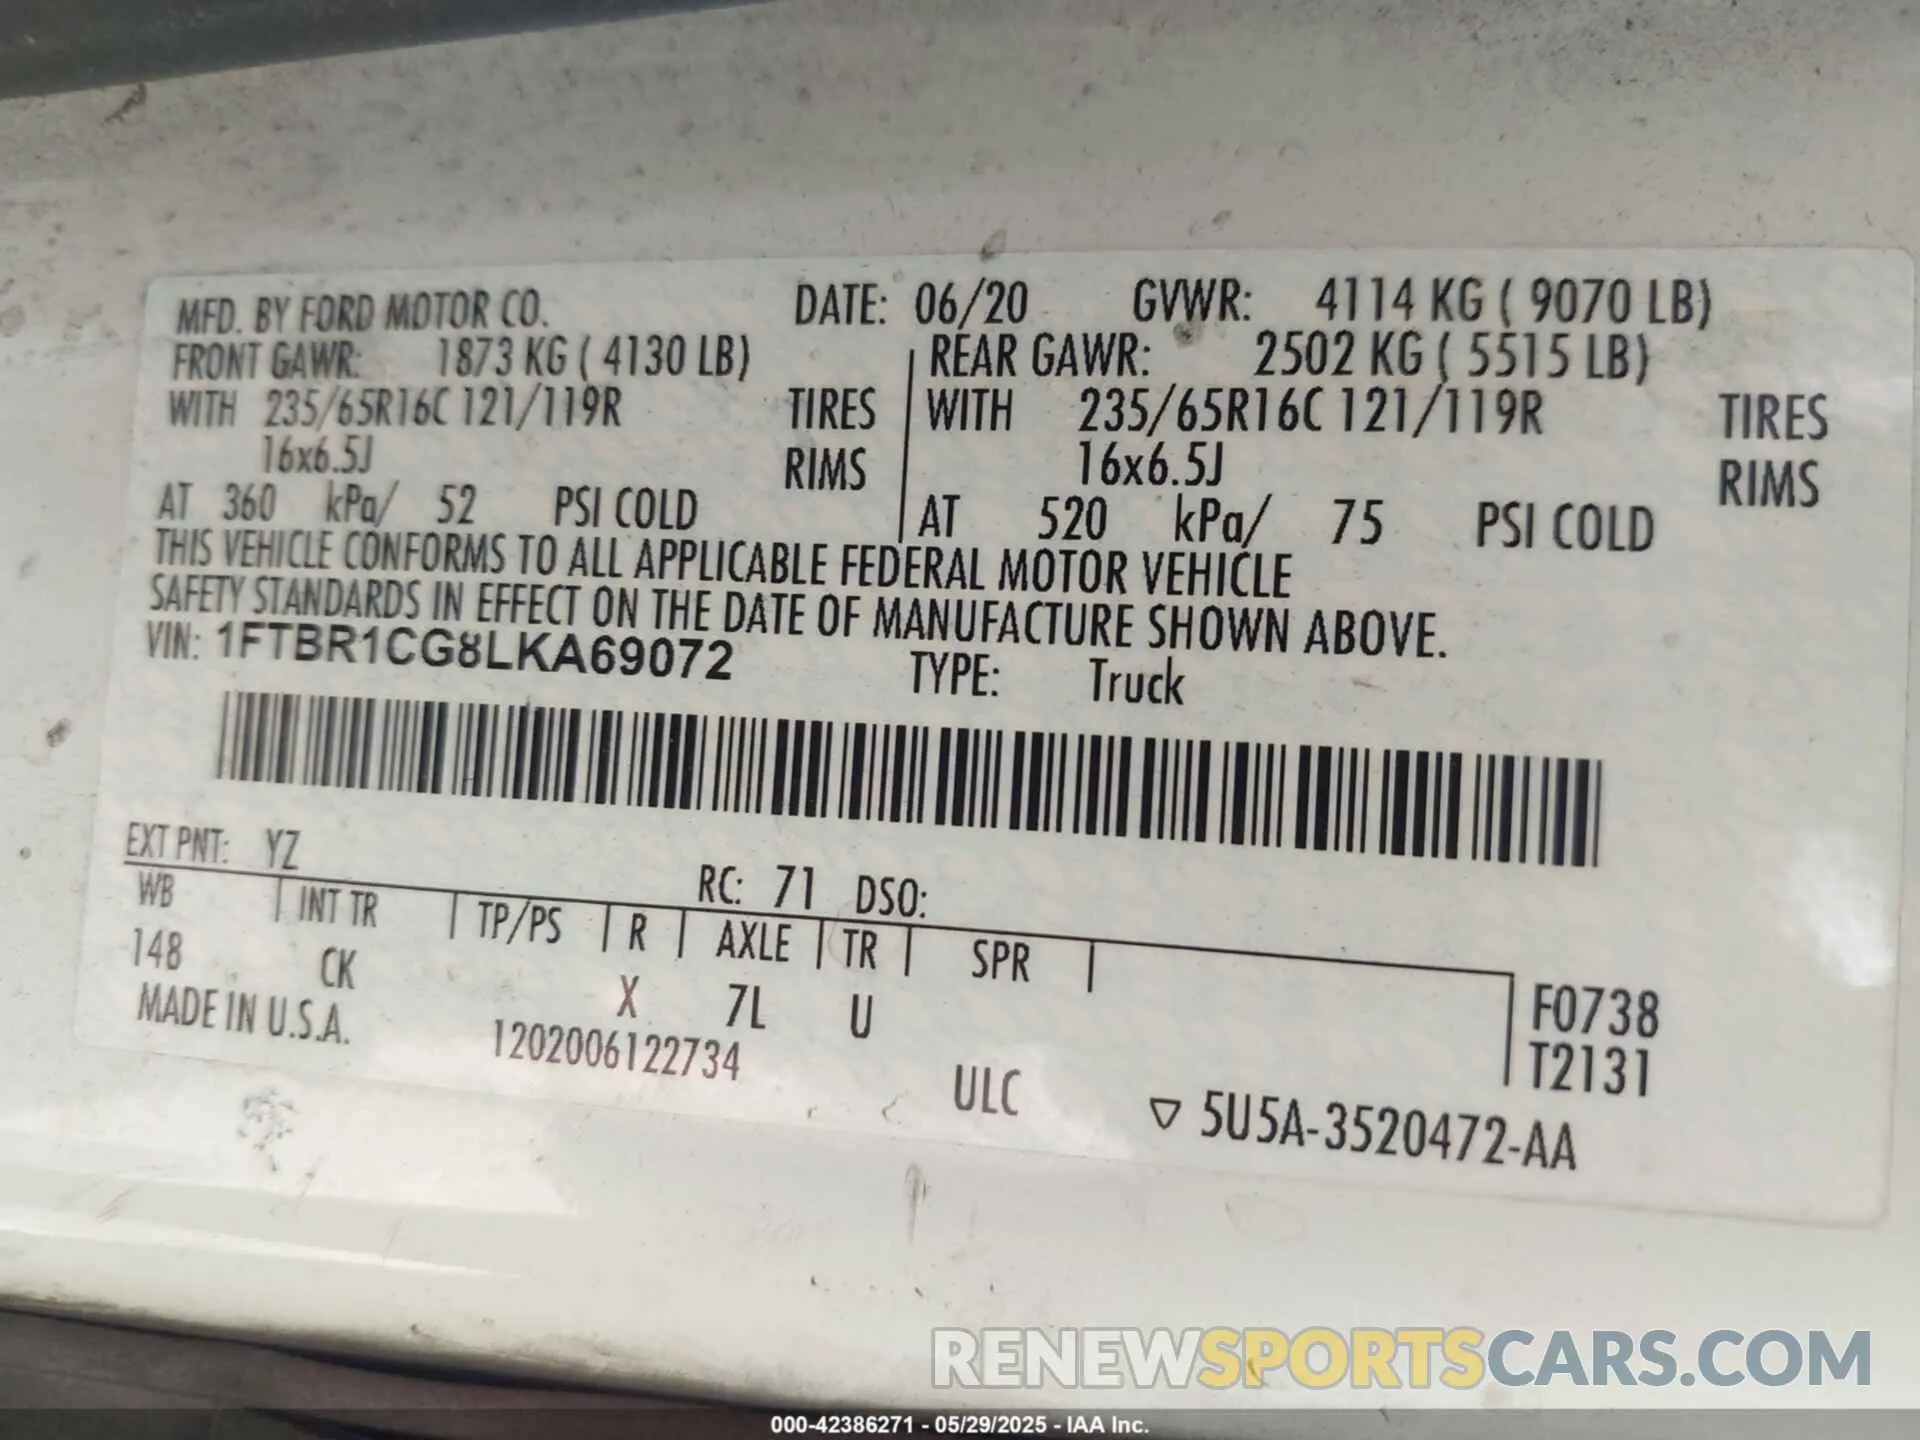 MFD. BY FORD MOTOR CO. DATE: 06/20 GVWR: 4114 KG ( 9070 LB)
FRONT GAWR: 1873 KG ( 4130 LB) REAR GAWR: 2502 KG ( 5515 LB)
WITH 235/65R16C 121/119R TIRES WITH 235/65R16C 121/119R TIRES
16x6.5J RIMS 16x6.5J RIMS
AT 360 kPa/ 52 PSI COLD AT 520 kPa/ 75 PSI COLD
THIS VEHICLE CONFORMS TO ALL APPLICABLE FEDERAL MOTOR VEHICLE
SAFETY STANDARDS IN EFFECT ON THE DATE OF MANUFACTURE SHOWN ABOVE.
VIN: 1FTBR1CG8LKA69072 TYPE: Truck
EXT PNT: YZ RC: 71 DSO:
WB INT TR TP/PS R AXLE TR SPR
148 CK X 7L U F0738
MADE IN U.S.A. 1202006122734 T2131
ULC ▽ 5U5A-3520472-AA
RENEWSPORTSCARS.COM
000-42386271 - 05/29/2025 - IAA Inc.